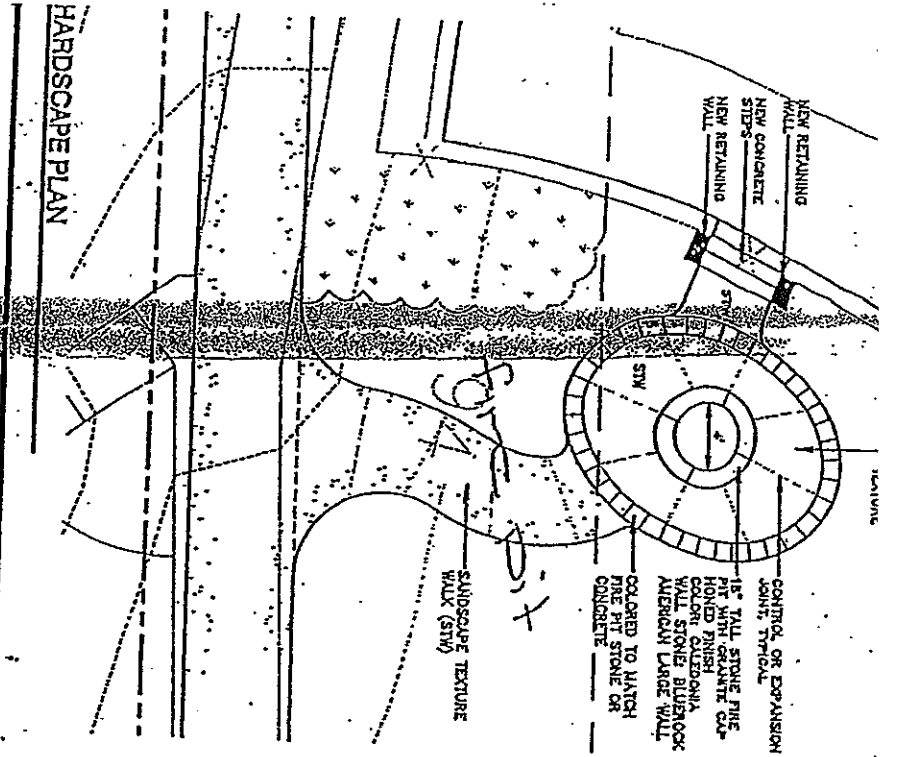 HARDSCAPE PLAN
NEW RETAINING
WALL
NEW CONCRETE
STEPS
NEW RETAINING
WALL
STW
STW
4'
CONTROL OR EXPANSION
JOINT, TYPICAL
18" TALL STONE FIRE
PIT WITH GRANITE CAP
HONED FINISH
COLOR: CALEDONIA
WALL STONE: BLUEROCK
AMERICAN LARGE WALL
COLORED TO MATCH
FIRE PIT STONE OR
CONCRETE
SANDSCAPE TEXTURE
WALK (STW)